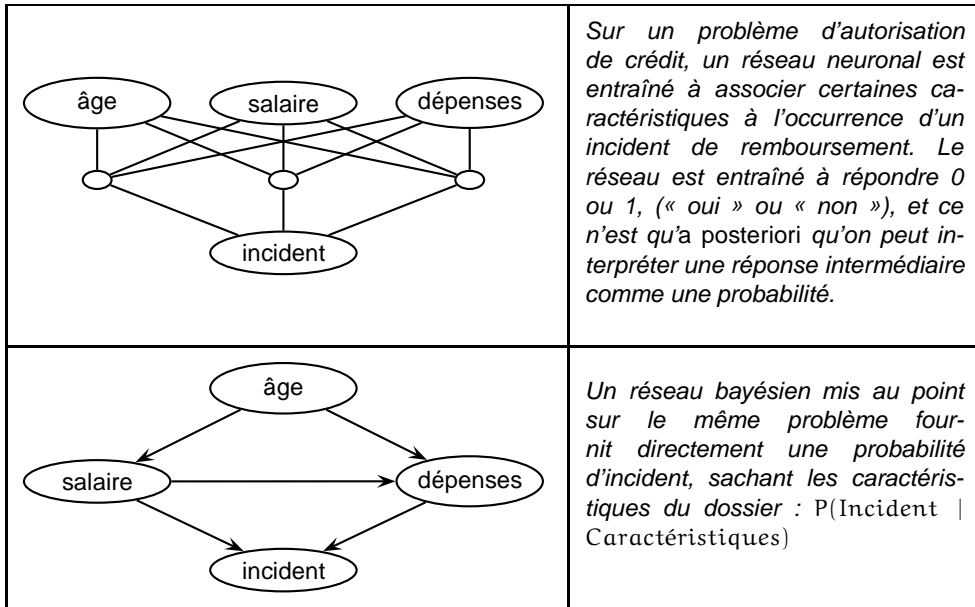 âge
salaire
dépenses
incident
Sur un problème d'autorisation
de crédit, un réseau neuronal est
entraîné à associer certaines ca-
ractéristiques à l'occurrence d'un
incident de remboursement. Le
réseau est entraîné à répondre 0
ou 1, (« oui » ou « non »), et ce
n'est qu'a posteriori qu'on peut in-
terpréter une réponse intermédiaire
comme une probabilité.
âge
salaire
dépenses
incident
Un réseau bayésien mis au point
sur le même problème four-
nit directement une probabilité
d'incident, sachant les caractéris-
tiques du dossier : P(Incident |
Caractéristiques)